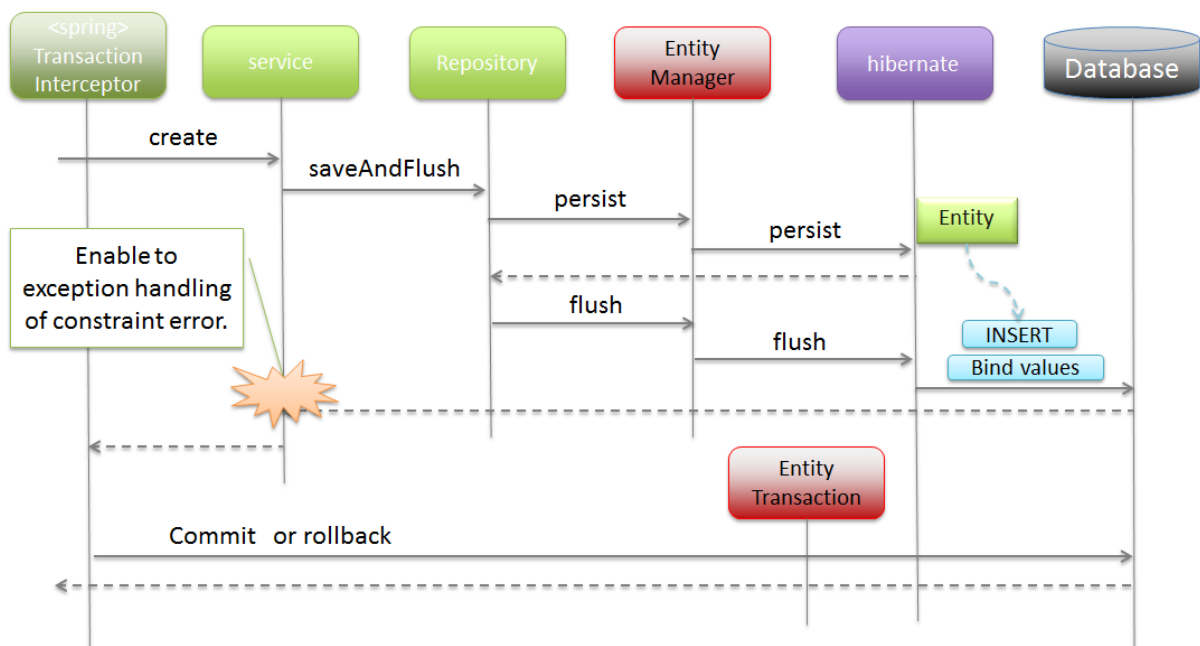 <spring>
Transaction
Interceptor
service
Repository
Entity
Manager
hibernate
Database
create
saveAndFlush
persist
persist
Entity
Enable to
exception handling
of constraint error.
flush
flush
INSERT
Bind values
Entity
Transaction
Commit or rollback